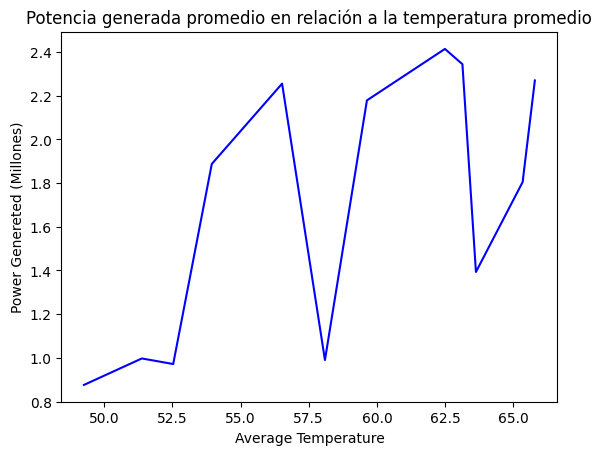 Potencia generada promedio en relación a la temperatura promedio
2.4
2.2
2.0
1.8
1.6
1.4
1.2
1.0
0.8
Power Genereted (Millones)
50.0 52.5 55.0 57.5 60.0 62.5 65.0
Average Temperature